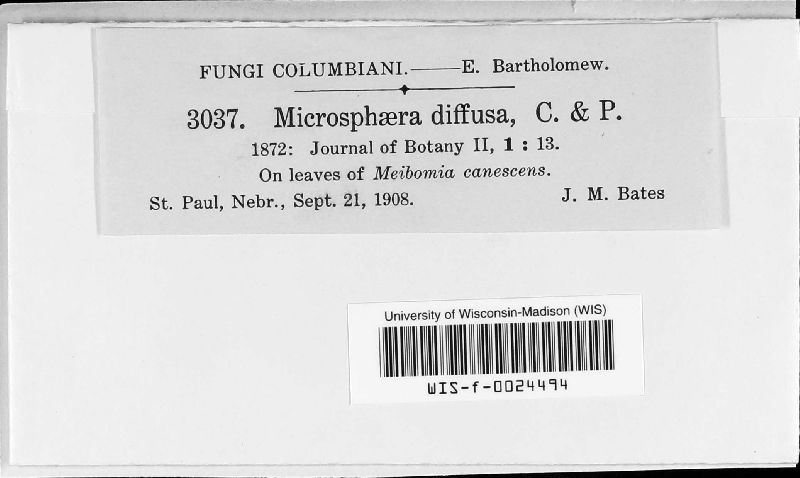 FUNGI COLUMBIANI.——E. Bartholomew.
3037. Microsphæra diffusa, C. & P.
1872: Journal of Botany II, 1 : 13.
On leaves of Meibomia canescens.
St. Paul, Nebr., Sept. 21, 1908. J. M. Bates
University of Wisconsin-Madison (WIS)
WIS-f-0024494